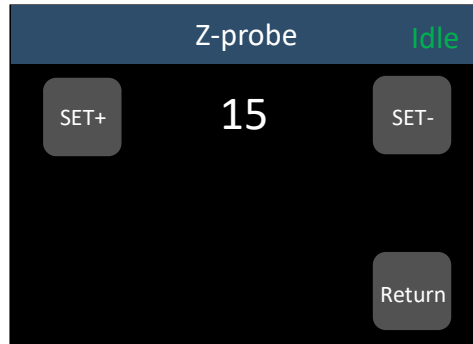 Z-probe
Idle
SET+
15
SET-
Return